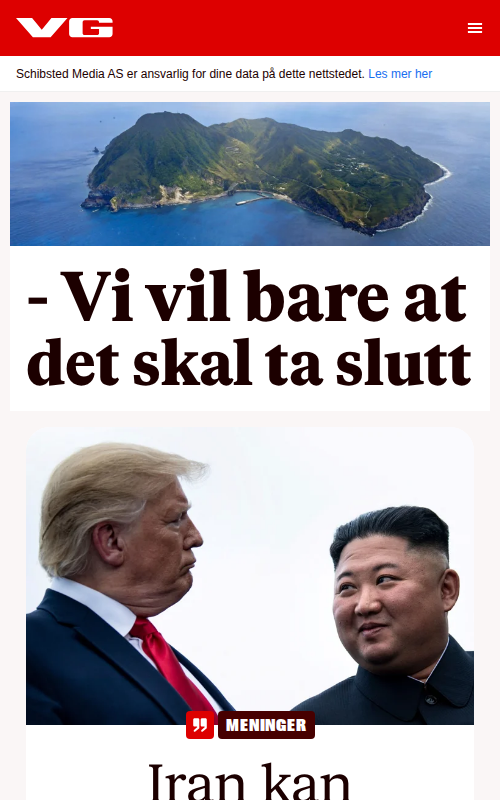 VG
Schibsted Media AS er ansvarlig for dine data på dette nettstedet. Les mer her
- Vi vil bare at
det skal ta slutt
MENINGER
Iran kan